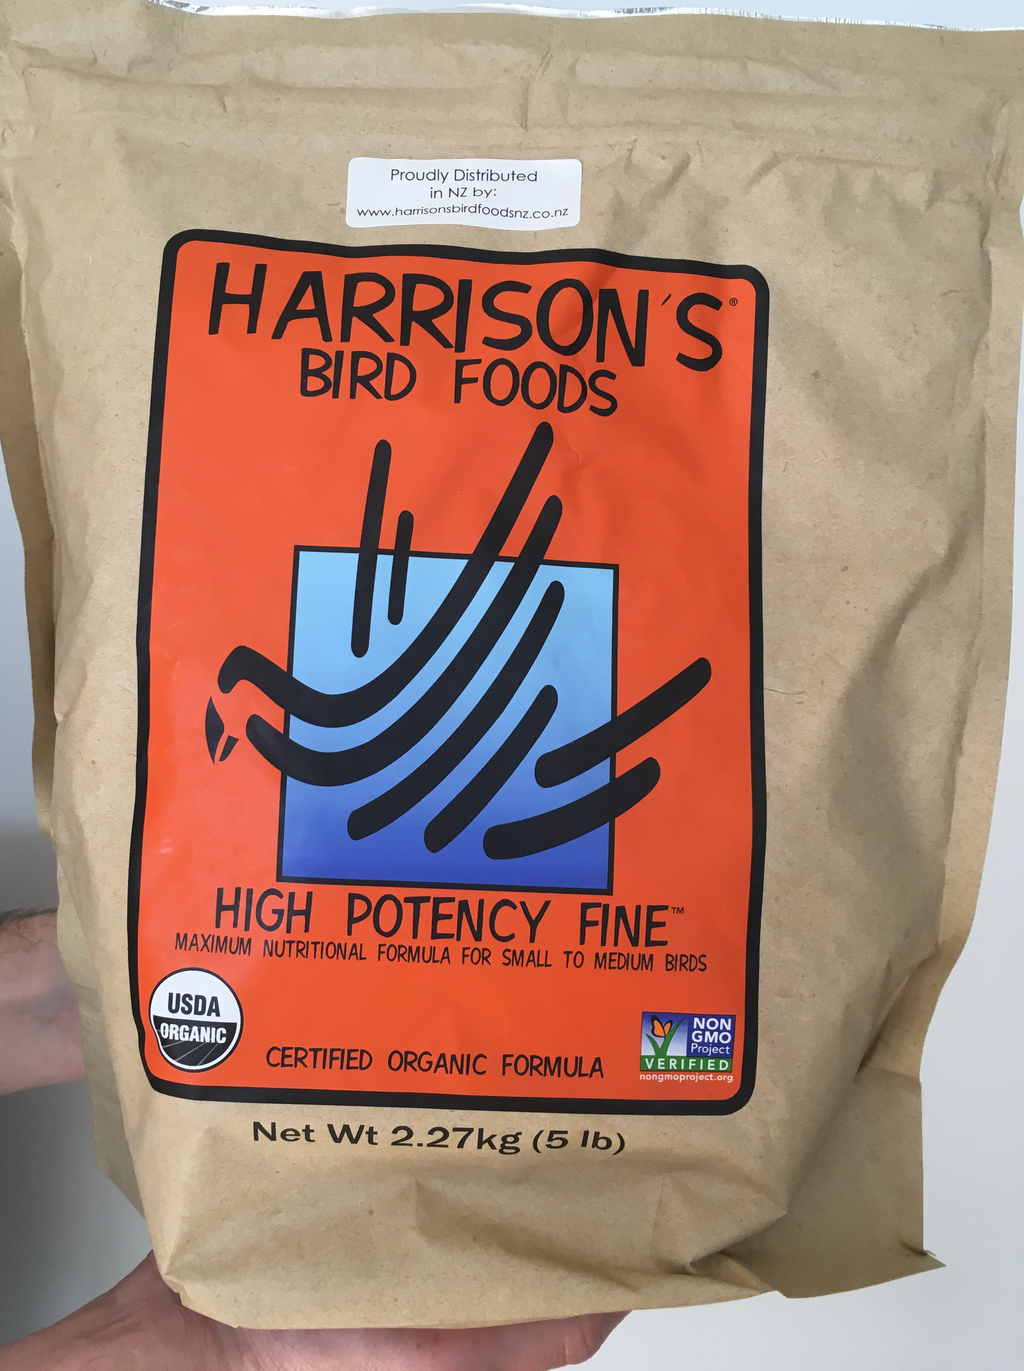 Proudly Distributed
in NZ by:
www.harrisonsbirdfoodsnz.co.nz
HARRISON'S®
BIRD FOODS
HIGH POTENCY FINE™
MAXIMUM NUTRITIONAL FORMULA FOR SMALL TO MEDIUM BIRDS
USDA
ORGANIC
CERTIFIED ORGANIC FORMULA
NON
GMO
Project
VERIFIED
nongmoproject.org
Net Wt 2.27kg (5 lb)